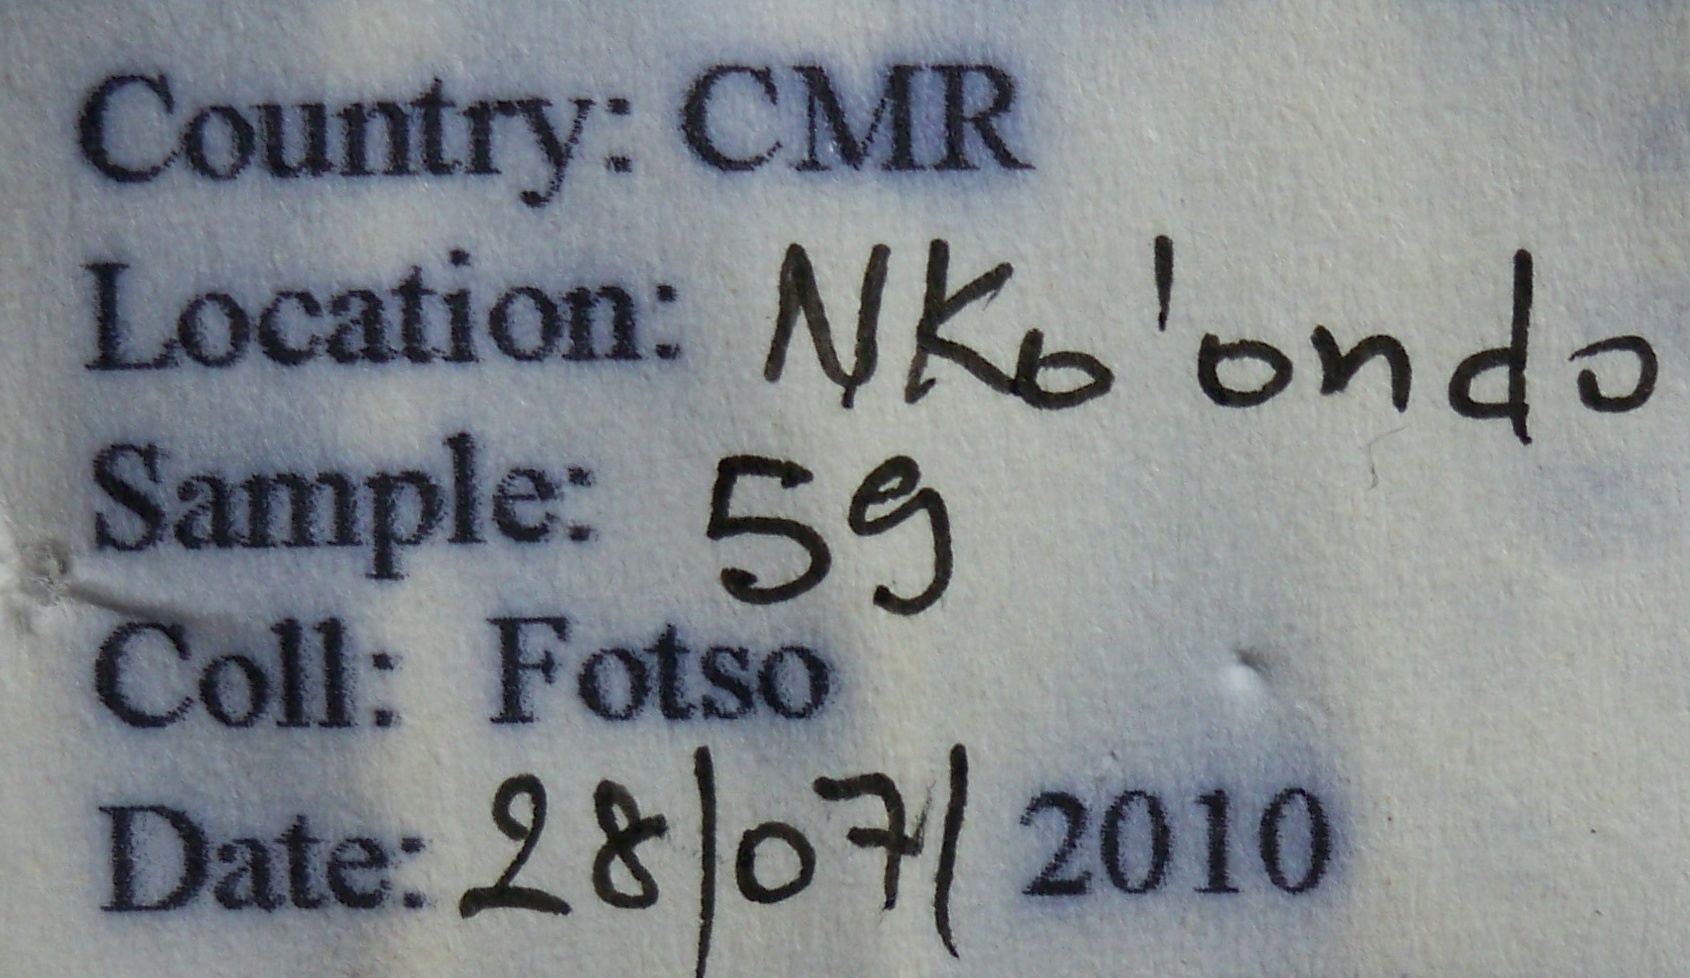 Country: CMR
Location: NKo'ondo
Sample: 59
Coll: Fotso
Date: 28/07/ 2010